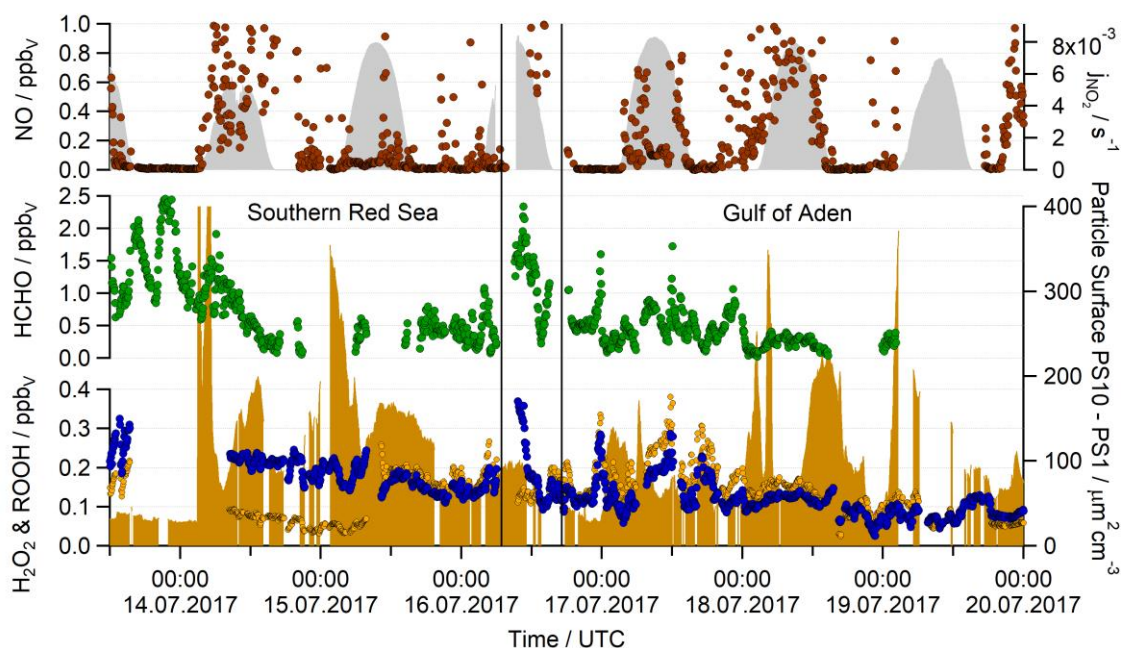 NO / ppbV
1.0
0.8
0.6
0.4
0.2
0.0
8x10-3
6
4
2
0
jNO2 / s-1
HCHO / ppbV
2.5
2.0
1.5
1.0
0.5
0.0
Southern Red Sea
Gulf of Aden
H2O2 & ROOH / ppbV
0.4
0.3
0.2
0.1
0.0
400
300
200
100
0
Particle Surface PS10 - PS1 / μm2 cm-3
00:00 00:00 00:00 00:00 00:00 00:00 00:00
14.07.2017 15.07.2017 16.07.2017 17.07.2017 18.07.2017 19.07.2017 20.07.2017
Time / UTC